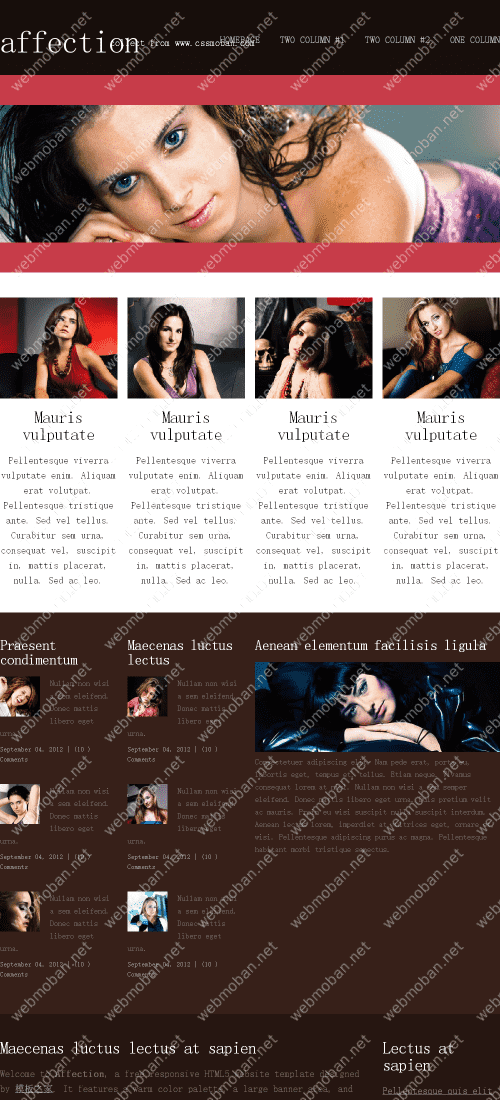 affection
Collect from www.cssmoban.com
HOMEPAGE TWO COLUMN #1 TWO COLUMN #2 ONE COLUMN
Mauris
vulputate
Pellentesque viverra
vulputate enim. Aliquam
erat volutpat.
Pellentesque tristique
ante. Sed vel tellus.
Curabitur sem urna,
consequat vel, suscipit
in, mattis placerat,
nulla. Sed ac leo.
Mauris
vulputate
Pellentesque viverra
vulputate enim. Aliquam
erat volutpat.
Pellentesque tristique
ante. Sed vel tellus.
Curabitur sem urna,
consequat vel, suscipit
in, mattis placerat,
nulla. Sed ac leo.
Mauris
vulputate
Pellentesque viverra
vulputate enim. Aliquam
erat volutpat.
Pellentesque tristique
ante. Sed vel tellus.
Curabitur sem urna,
consequat vel, suscipit
in, mattis placerat,
nulla. Sed ac leo.
Mauris
vulputate
Pellentesque viverra
vulputate enim. Aliquam
erat volutpat.
Pellentesque tristique
ante. Sed vel tellus.
Curabitur sem urna,
consequat vel, suscipit
in, mattis placerat,
nulla. Sed ac leo.
Praesent
condimentum
Nullam non wisi
a sem eleifend.
Donec mattis
libero eget
urna.
September 04, 2012 | (10 )
Comments
Nullam non wisi
a sem eleifend.
Donec mattis
libero eget
urna.
September 04, 2012 | (10 )
Comments
Nullam non wisi
a sem eleifend.
Donec mattis
libero eget
urna.
September 04, 2012 | (10 )
Comments
Maecenas luctus
lectus
Nullam non wisi
a sem eleifend.
Donec mattis
libero eget
urna.
September 04, 2012 | (10 )
Comments
Nullam non wisi
a sem eleifend.
Donec mattis
libero eget
urna.
September 04, 2012 | (10 )
Comments
Nullam non wisi
a sem eleifend.
Donec mattis
libero eget
urna.
September 04, 2012 | (10 )
Comments
Aenean elementum facilisis ligula
Consectetuer adipiscing elit. Nam pede erat, porta eu,
lobortis eget, tempus et, tellus. Etiam neque. Vivamus
consequat lorem at nisl. Nullam non wisi a sem semper
eleifend. Donec mattis libero eget urna. Duis pretium velit
ac mauris. Proin eu wisi suscipit nulla suscipit interdum.
Aenean lectus lorem, imperdiet at, ultrices eget, ornare
wisi. Pellentesque adipiscing purus ac magna. Pellentesque
habitant morbi tristique senectus.
Maecenas luctus lectus at sapien
Welcome to Affection, a free responsive HTML5 website template designed
by 模板之家. It features a warm color palette, a large banner area, and
Lectus at
sapien
Pellentesque quis elit
webmoban.net